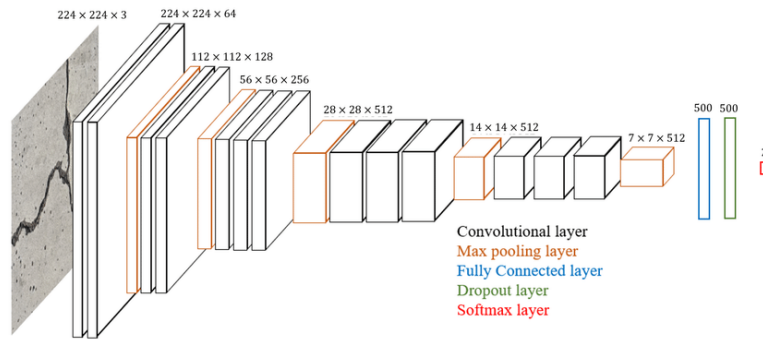 224 × 224 × 3
224 × 224 × 64
112 × 112 × 128
56 × 56 × 256
28 × 28 × 512
14 × 14 × 512
7 × 7 × 512
500
500
Convolutional layer
Max pooling layer
Fully Connected layer
Dropout layer
Softmax layer